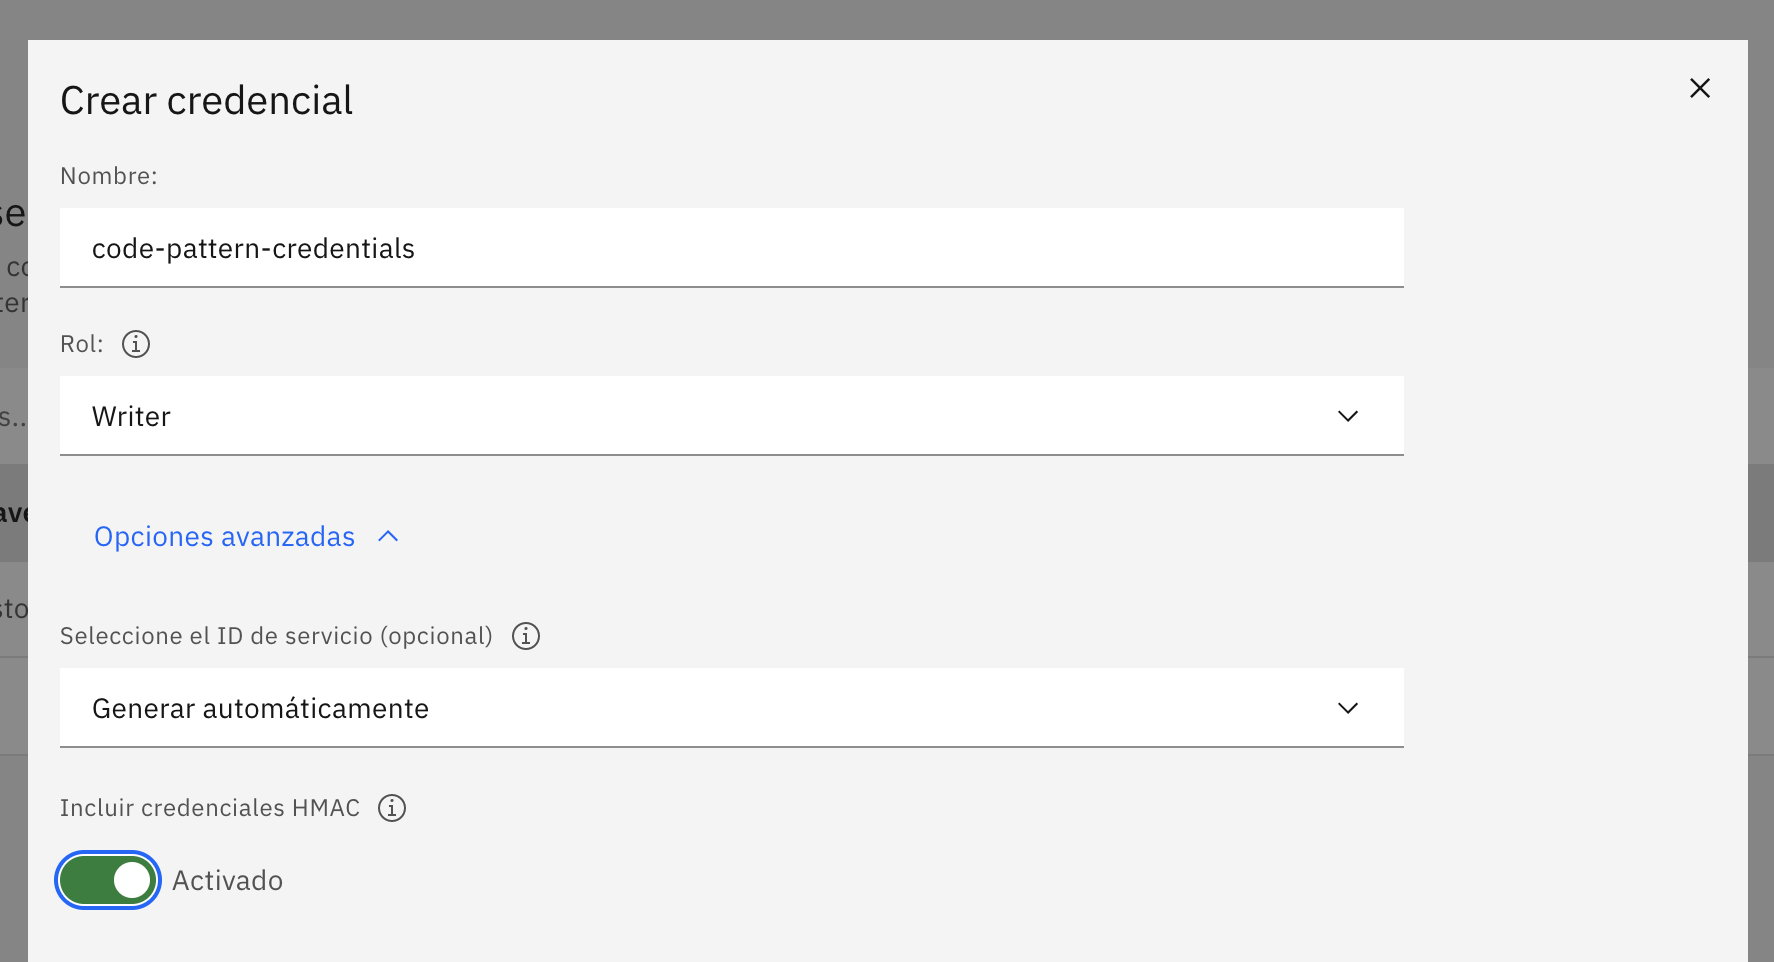 Crear credencial
Nombre:
code-pattern-credentials
Rol:
Writer
Opciones avanzadas
Seleccione el ID de servicio (opcional)
Generar automáticamente
Incluir credenciales HMAC
Activado